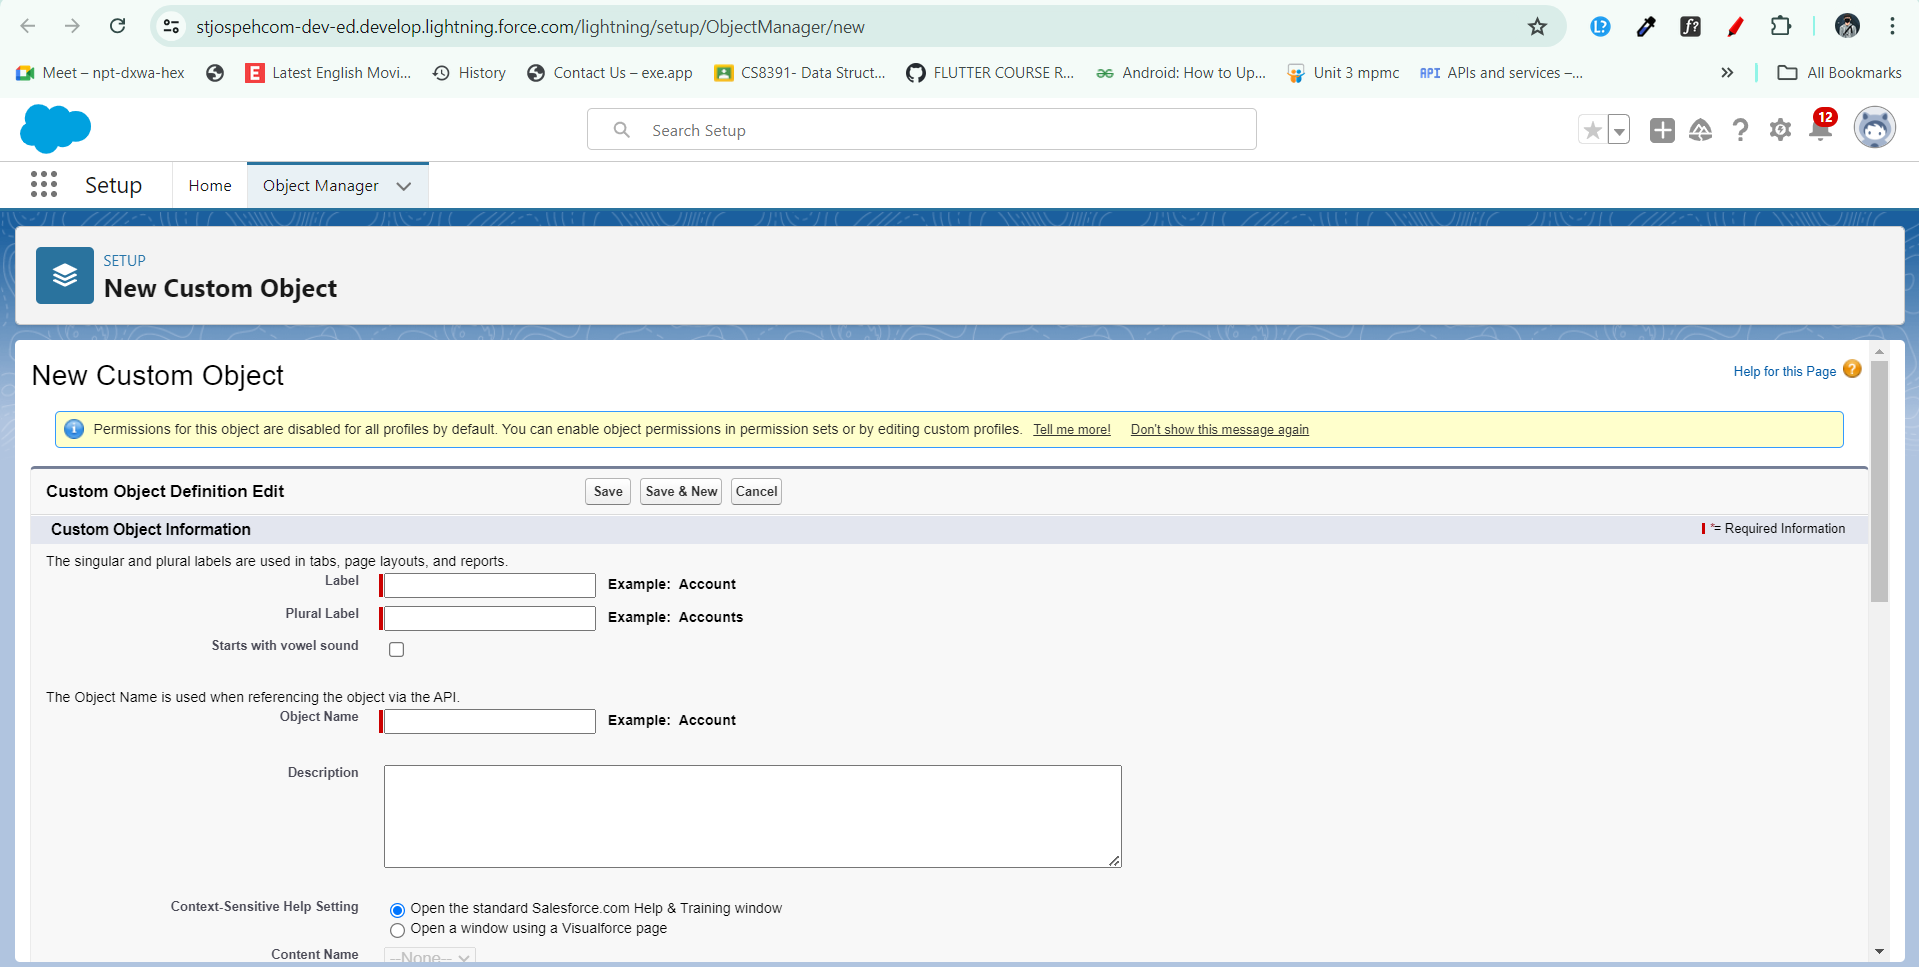 stjospehcom-dev-ed.develop.lightning.force.com/lightning/setup/ObjectManager/new
Meet – npt-dxwa-hex
E Latest English Movi...
History
Contact Us – exe.app
CS8391- Data Struct...
FLUTTER COURSE R...
Android: How to Up...
Unit 3 mpmc
API APIs and services –...
»
All Bookmarks
Search Setup
12
Setup
Home
Object Manager
SETUP
New Custom Object
New Custom Object
Help for this Page ?
Permissions for this object are disabled for all profiles by default. You can enable object permissions in permission sets or by editing custom profiles. Tell me more! Don't show this message again
Custom Object Definition Edit
Save
Save & New
Cancel
Custom Object Information
*= Required Information
The singular and plural labels are used in tabs, page layouts, and reports.
Label
Example: Account
Plural Label
Example: Accounts
Starts with vowel sound
The Object Name is used when referencing the object via the API.
Object Name
Example: Account
Description
Context-Sensitive Help Setting
Open the standard Salesforce.com Help & Training window
Open a window using a Visualforce page
Content Name
--None--